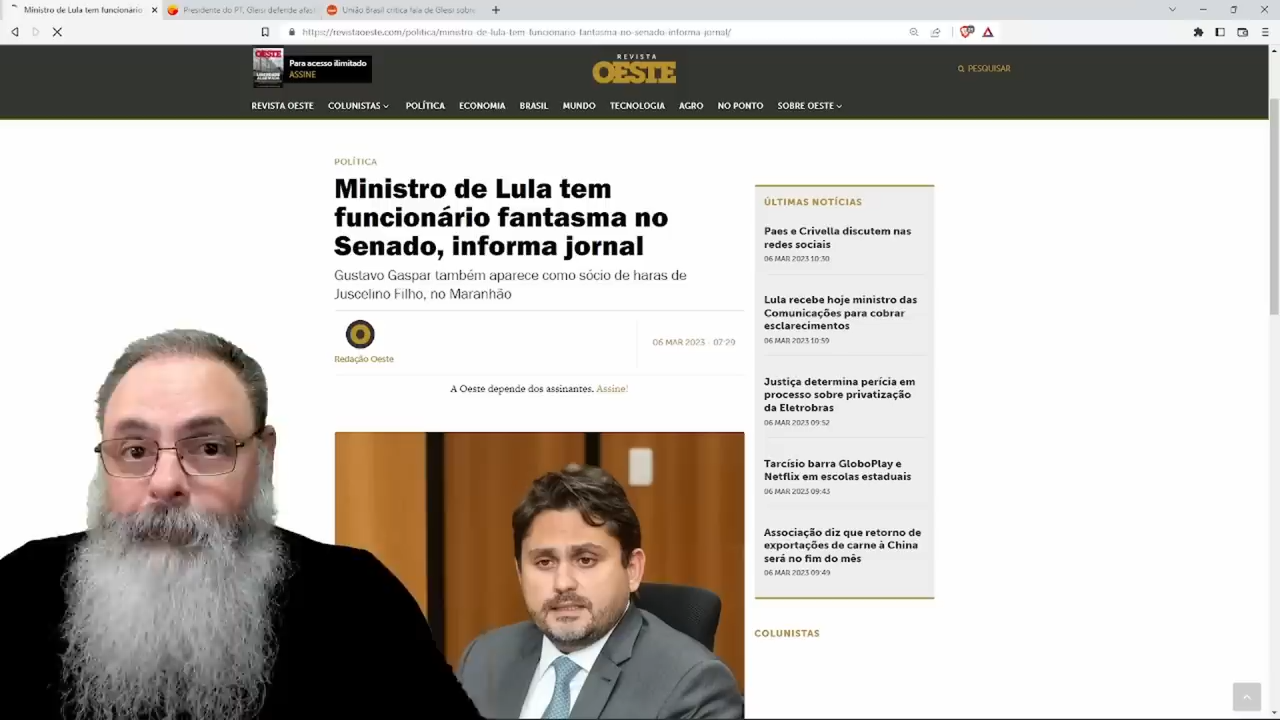 Ministro de Lula tem funcionário
Presidente do PT, Gleisi defende afas
União Brasil critica fala de Gleisi sobre
https://revistaoeste.com/politica/ministro-de-lula-tem-funcionario-fantasma-no-senado-informa-jornal/
OESTE
Para acesso ilimitado
ASSINE
REVISTA
OESTE
PESQUISAR
REVISTA OESTE COLUNISTAS POLÍTICA ECONOMIA BRASIL MUNDO TECNOLOGIA AGRO NO PONTO SOBRE OESTE
POLÍTICA
Ministro de Lula tem
funcionário fantasma no
Senado, informa jornal
Gustavo Gaspar também aparece como sócio de haras de
Juscelino Filho, no Maranhão
Redação Oeste
06 MAR 2023 - 07:29
A Oeste depende dos assinantes. Assine!
ÚLTIMAS NOTÍCIAS
Paes e Crivella discutem nas
redes sociais
06 MAR 2023 10:30
Lula recebe hoje ministro das
Comunicações para cobrar
esclarecimentos
06 MAR 2023 10:59
Justiça determina perícia em
processo sobre privatização
da Eletrobras
06 MAR 2023 09:52
Tarcísio barra GloboPlay e
Netflix em escolas estaduais
06 MAR 2023 09:43
Associação diz que retorno de
exportações de carne à China
será no fim do mês
06 MAR 2023 09:49
COLUNISTAS